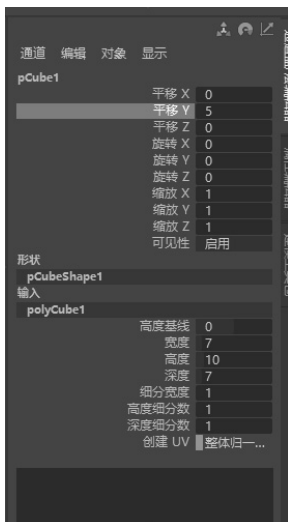 通道 编辑 对象 显示
pCube1
平移 X 0
平移 Y 5
平移 Z 0
旋转 X 0
旋转 Y 0
旋转 Z 0
缩放 X 1
缩放 Y 1
缩放 Z 1
可见性 启用
形状
pCubeShape1
输入
polyCube1
高度基线 0
宽度 7
高度 10
深度 7
细分宽度 1
高度细分数 1
深度细分数 1
创建 UV 整体归一...